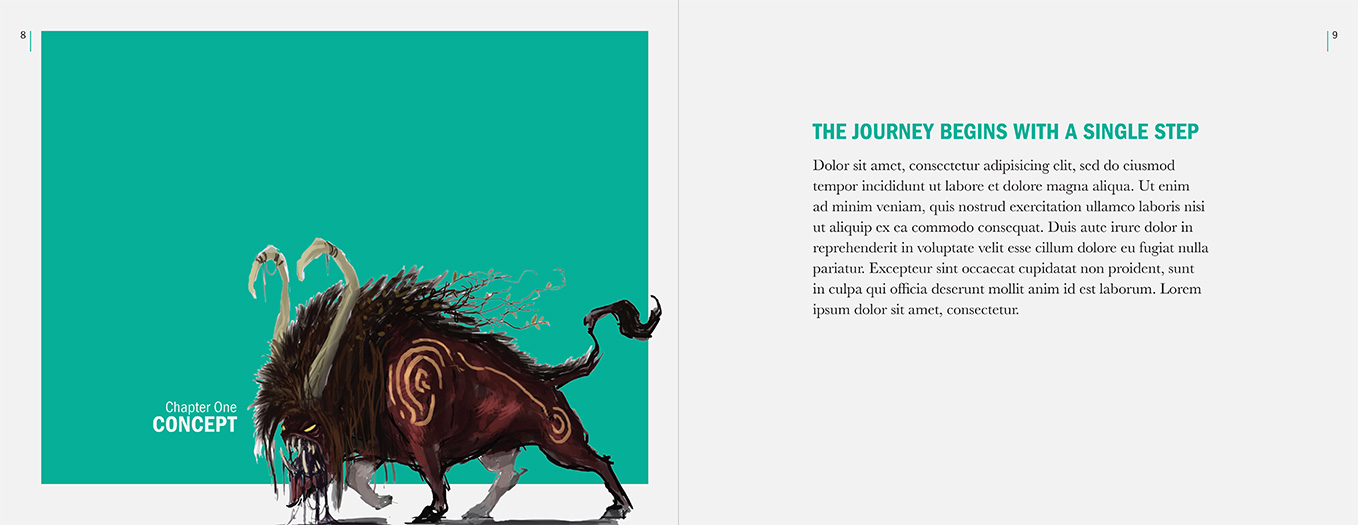 8
Chapter One
CONCEPT
9
THE JOURNEY BEGINS WITH A SINGLE STEP
Dolor sit amet, consectetur adipisicing elit, sed do eiusmod
tempor incididunt ut labore et dolore magna aliqua. Ut enim
ad minim veniam, quis nostrud exercitation ullamco laboris nisi
ut aliquip ex ea commodo consequat. Duis aute irure dolor in
reprehenderit in voluptate velit esse cillum dolore eu fugiat nulla
pariatur. Excepteur sint occaecat cupidatat non proident, sunt
in culpa qui officia deserunt mollit anim id est laborum. Lorem
ipsum dolor sit amet, consectetur.